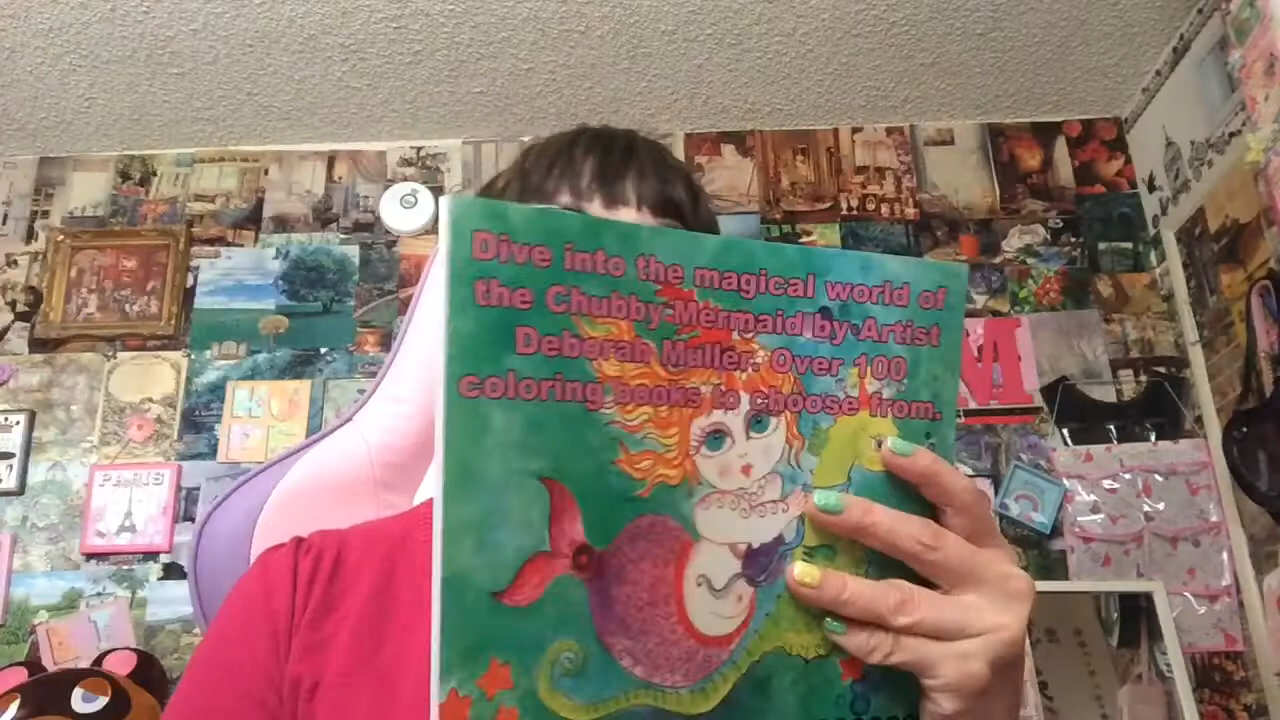 Dive into the magical world of
the Chubby Mermaid by Artist
Deborah Muller. Over 100
coloring books to choose from.
PARIS
M